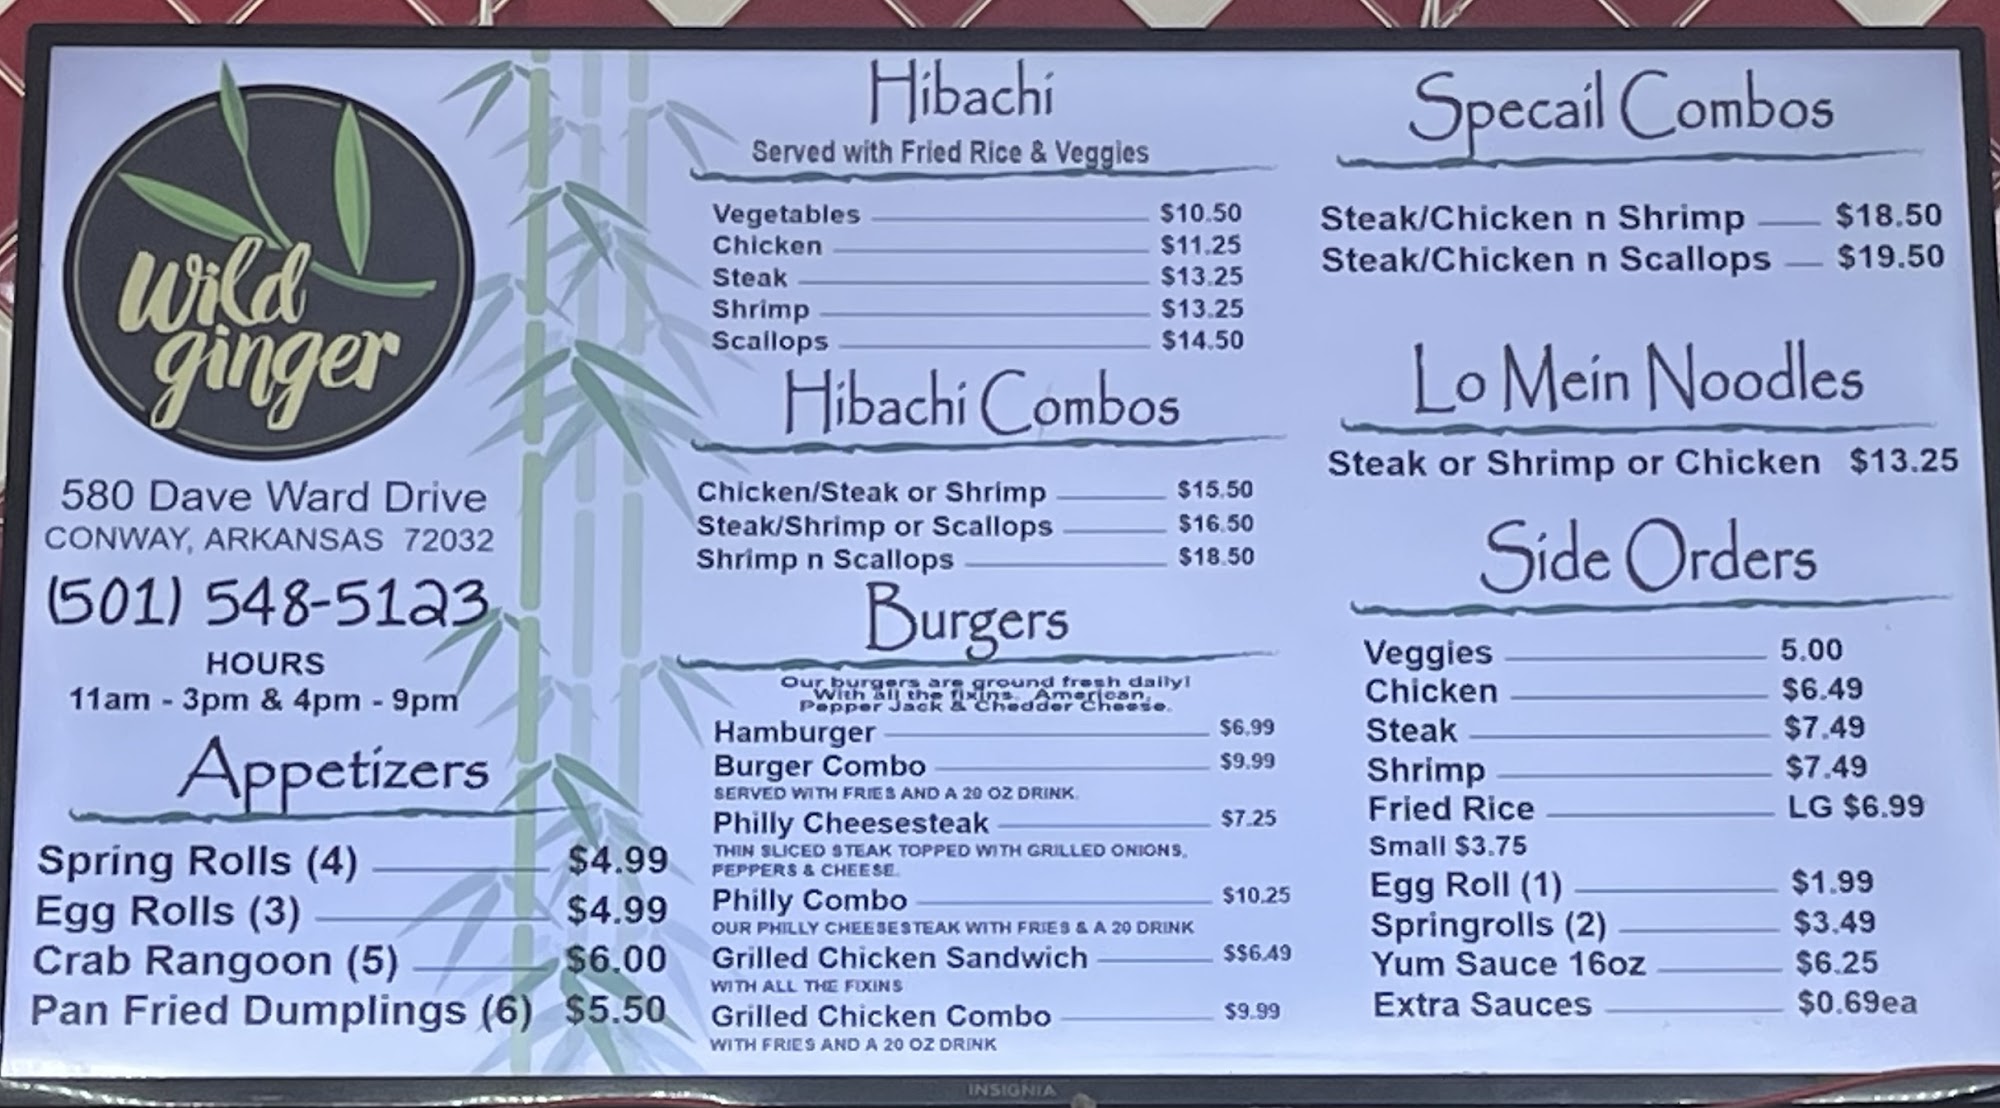 wild
ginger
580 Dave Ward Drive
CONWAY, ARKANSAS 72032
(501) 548-5123
HOURS
11am - 3pm & 4pm - 9pm
Appetizers
Spring Rolls (4) $4.99
Egg Rolls (3) $4.99
Crab Rangoon (5) $6.00
Pan Fried Dumplings (6) $5.50
Hibachi
Served with Fried Rice & Veggies
Vegetables $10.50
Chicken $11.25
Steak $13.25
Shrimp $13.25
Scallops $14.50
Hibachi Combos
Chicken/Steak or Shrimp $15.50
Steak/Shrimp or Scallops $16.50
Shrimp n Scallops $18.50
Burgers
Our burgers are ground fresh daily!
With all the fixins. American,
Pepper Jack & Chedder Cheese.
Hamburger $6.99
Burger Combo $9.99
SERVED WITH FRIES AND A 20 OZ DRINK.
Philly Cheesesteak $7.25
THIN SLICED STEAK TOPPED WITH GRILLED ONIONS,
PEPPERS & CHEESE.
Philly Combo $10.25
OUR PHILLY CHEESESTEAK WITH FRIES & A 20 DRINK
Grilled Chicken Sandwich $$6.49
WITH ALL THE FIXINS
Grilled Chicken Combo $9.99
WITH FRIES AND A 20 OZ DRINK
Specail Combos
Steak/Chicken n Shrimp $18.50
Steak/Chicken n Scallops $19.50
Lo Mein Noodles
Steak or Shrimp or Chicken $13.25
Side Orders
Veggies 5.00
Chicken $6.49
Steak $7.49
Shrimp $7.49
Fried Rice LG $6.99
Small $3.75
Egg Roll (1) $1.99
Springrolls (2) $3.49
Yum Sauce 16oz $6.25
Extra Sauces $0.69ea
INSIGNIA